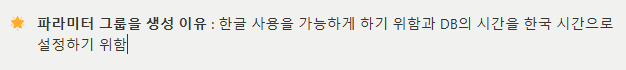 파라미터 그룹을 생성 이유 : 한글 사용을 가능하게 하기 위함과 DB의 시간을 한국 시간으로
설정하기 위함